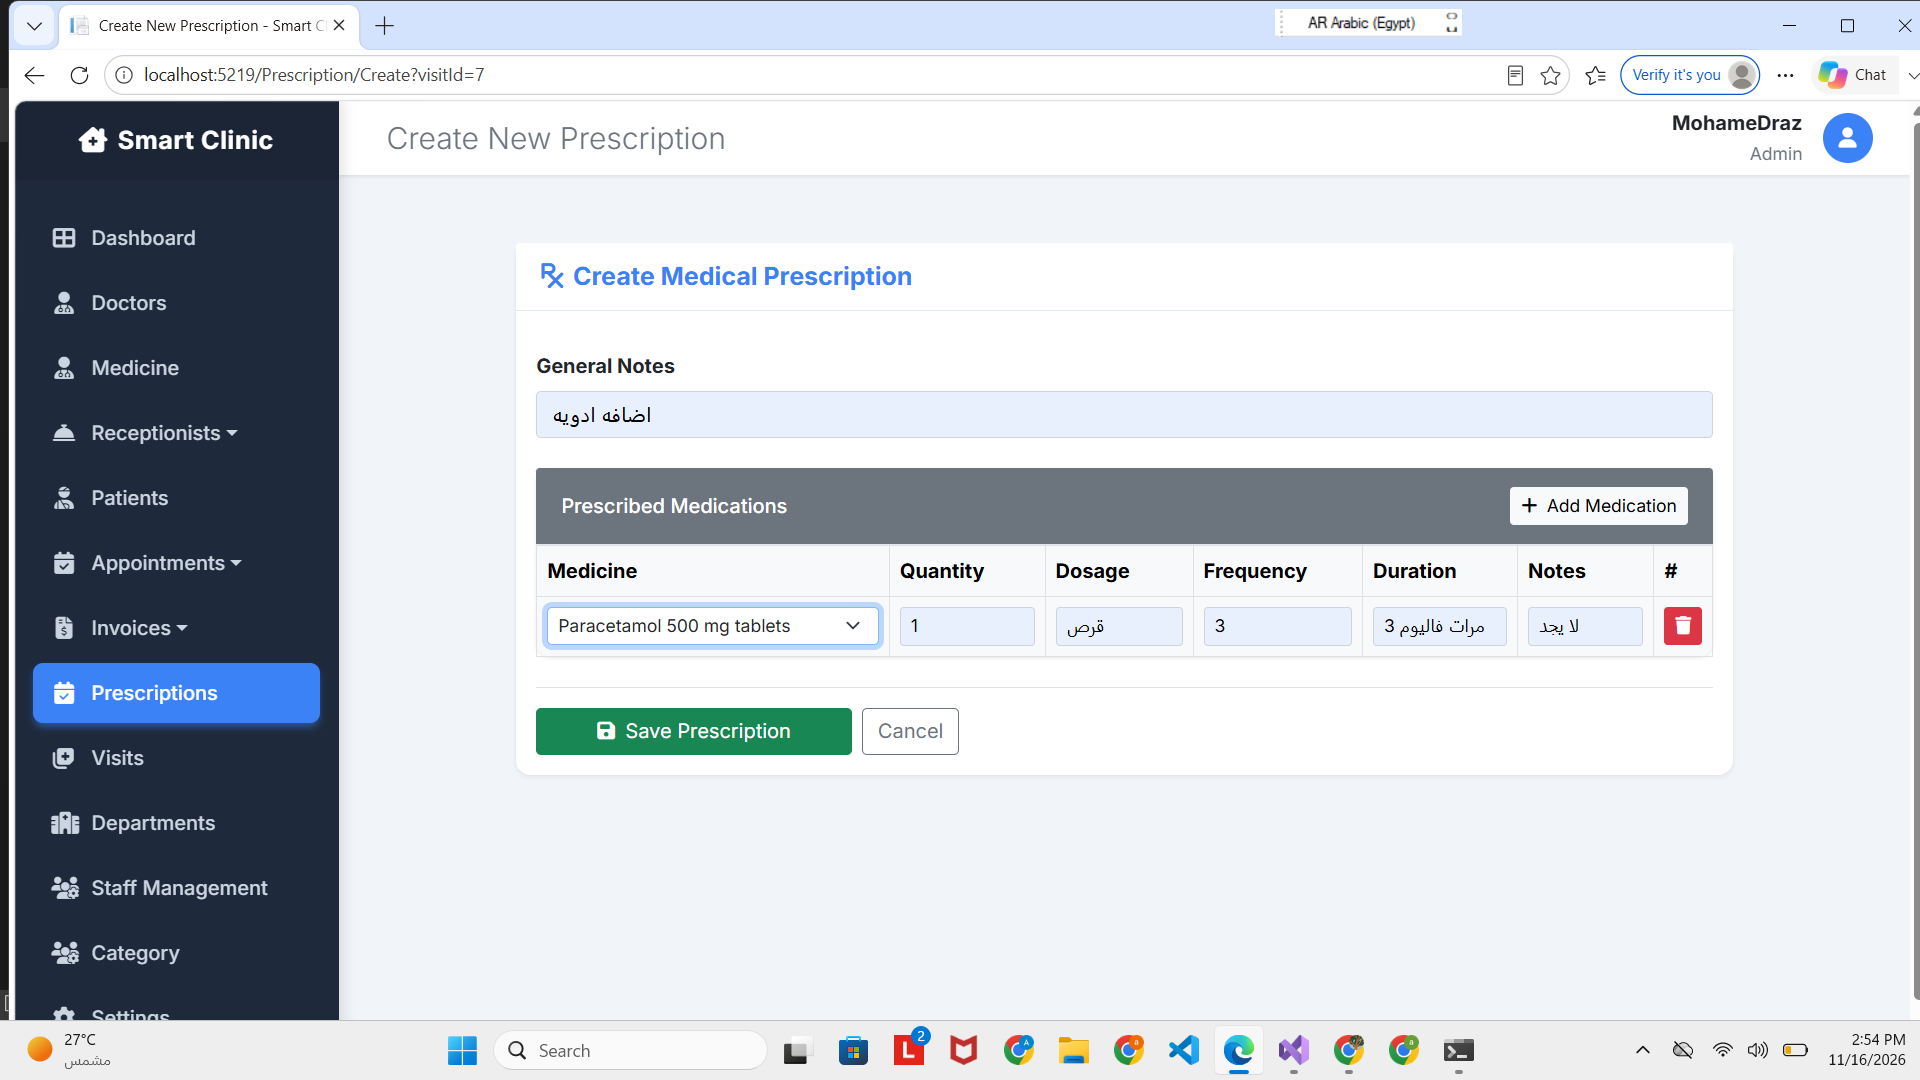 Create New Prescription - Smart Cl
AR Arabic (Egypt)
localhost:5219/Prescription/Create?visitId=7
Verify it's you
Chat
Smart Clinic
Create New Prescription
MohameDraz
Admin
Dashboard
Doctors
Medicine
Receptionists
Patients
Appointments
Invoices
Prescriptions
Visits
Departments
Staff Management
Category
Settings
Create Medical Prescription
General Notes
اضافه ادويه
Prescribed Medications
Add Medication
Medicine Quantity Dosage Frequency Duration Notes #
Paracetamol 500 mg tablets 1 قرص 3 3 مرات فاليوم لا يجد
Save Prescription Cancel
27°C
مشمس
Search
2
2:54 PM
11/16/2026